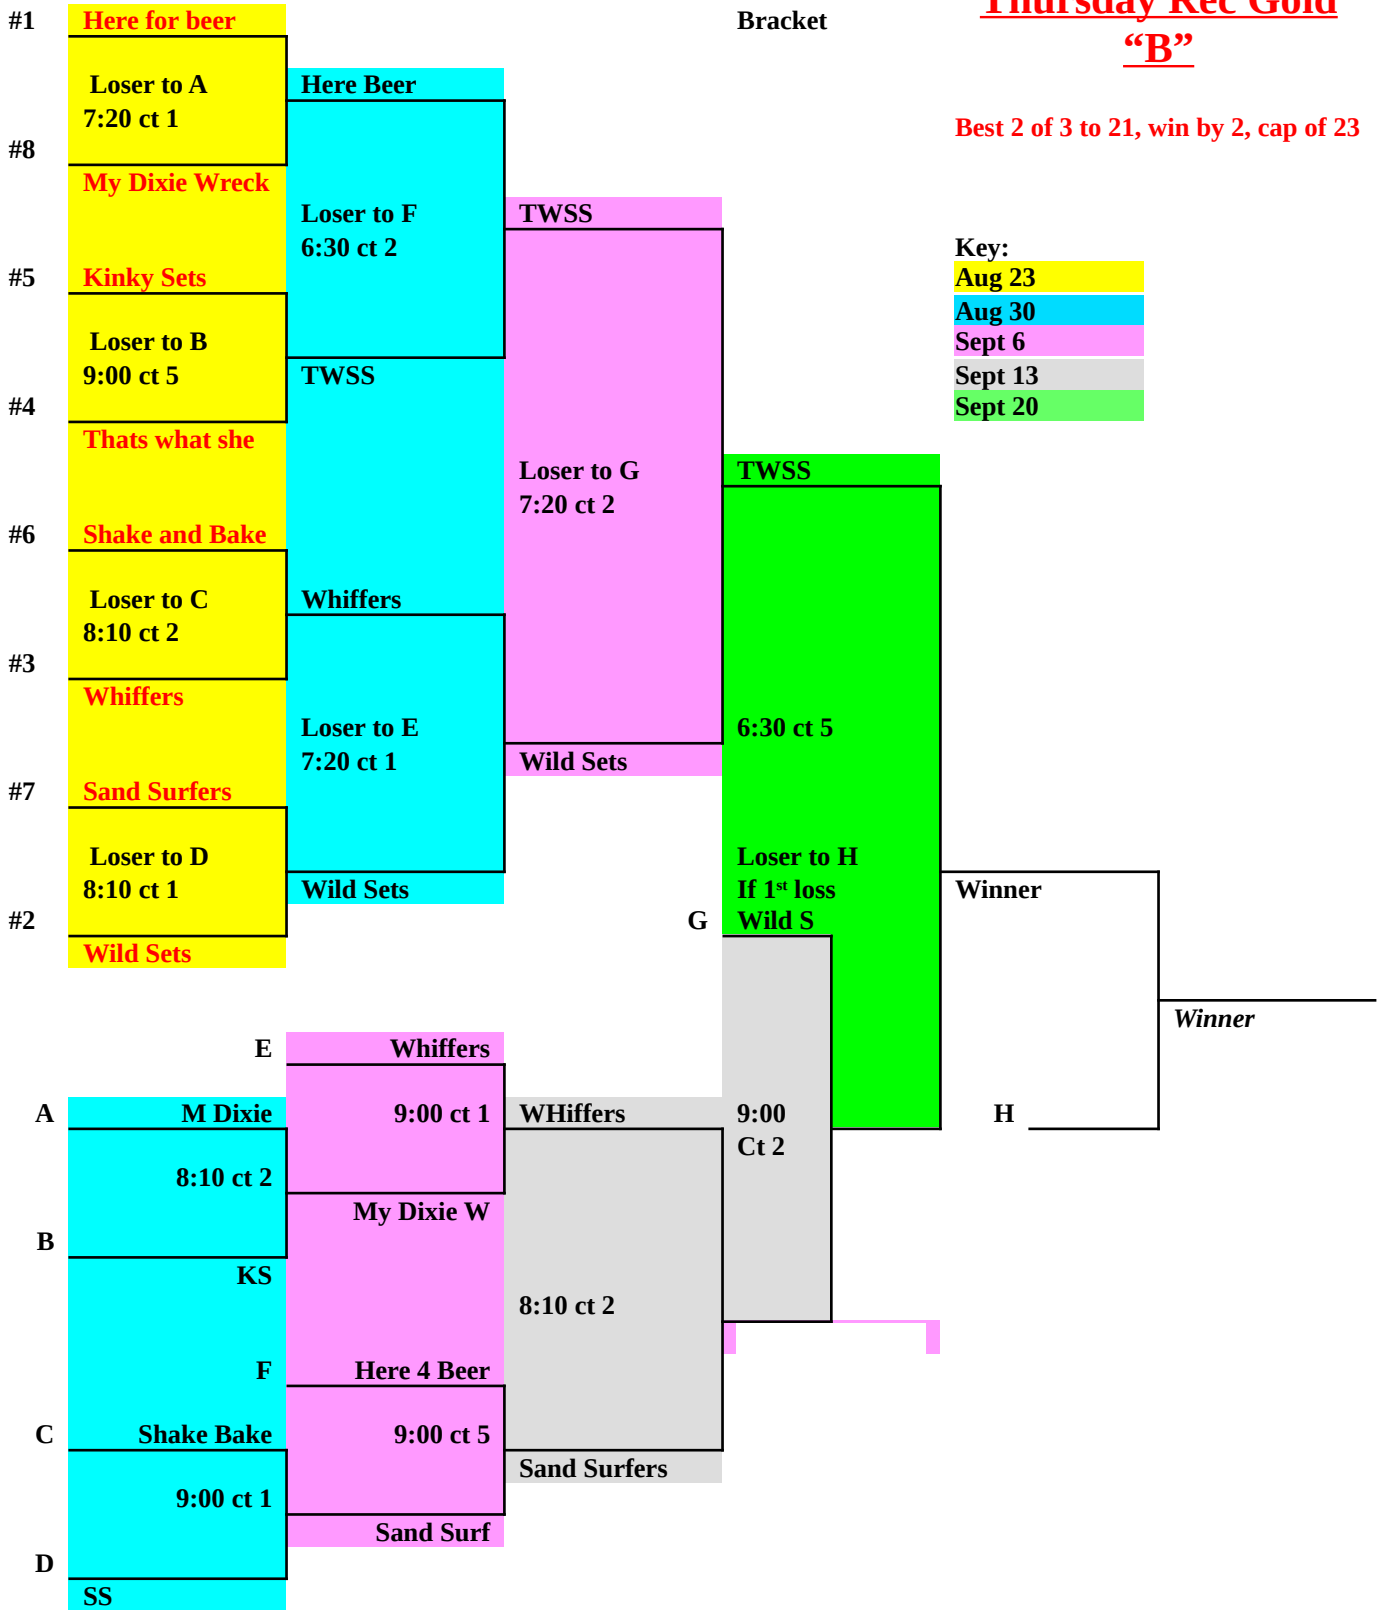 #1
Here for beer
Bracket
Thursday Rec Gold
“B”
Loser to A
7:20 ct 1
Here Beer
Best 2 of 3 to 21, win by 2, cap of 23
#8
My Dixie Wreck
Loser to F
6:30 ct 2
TWSS
Key:
Aug 23
Aug 30
Sept 6
Sept 13
Sept 20
#5
Kinky Sets
Loser to B
9:00 ct 5
TWSS
#4
Thats what she
Loser to G
7:20 ct 2
TWSS
#6
Shake and Bake
Loser to C
8:10 ct 2
Whiffers
#3
Whiffers
Loser to E
7:20 ct 1
6:30 ct 5
Wild Sets
#7
Sand Surfers
Loser to D
8:10 ct 1
Wild Sets
Loser to H
If 1st loss
Winner
#2
Wild Sets
G
Wild S
Winner
E
Whiffers
A
M Dixie
9:00 ct 1
WHiffers
9:00
Ct 2
H
8:10 ct 2
My Dixie W
B
KS
8:10 ct 2
F
Here 4 Beer
C
Shake Bake
9:00 ct 5
Sand Surfers
9:00 ct 1
Sand Surf
D
SS